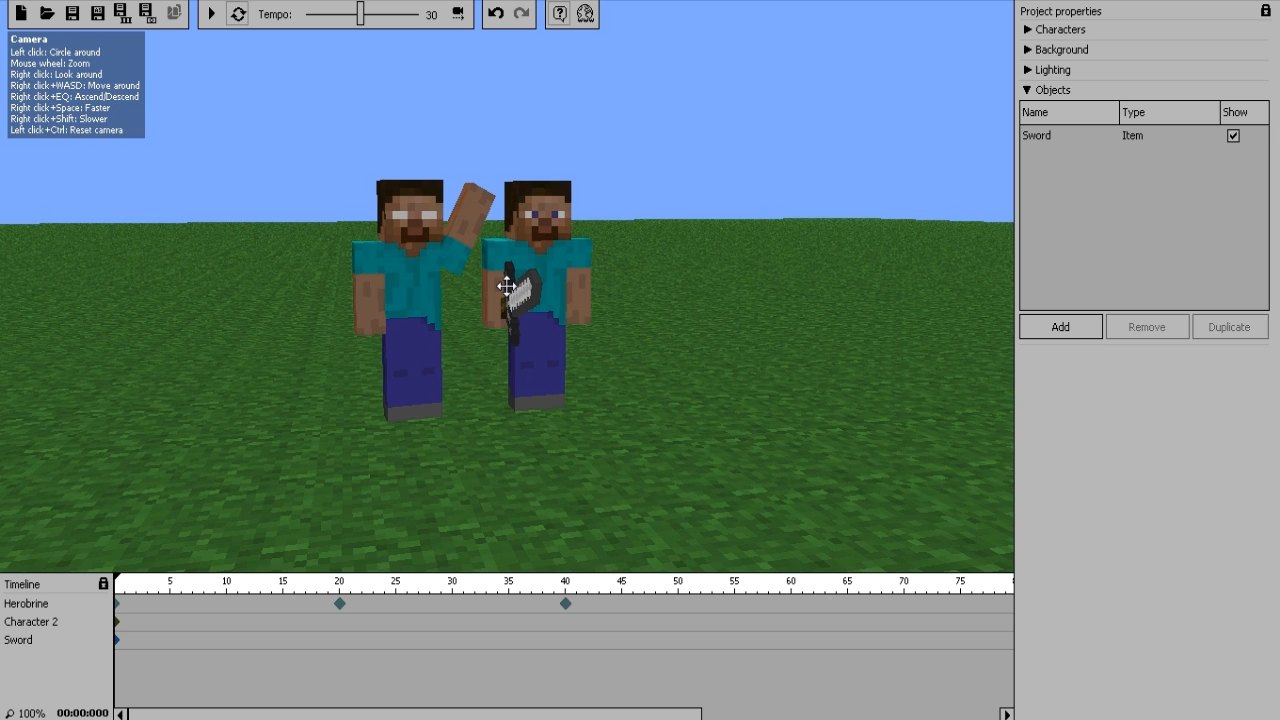 Tempo: 30
Camera
Left click: Circle around
Mouse wheel: Zoom
Right click: Look around
Right click+WASD: Move around
Right click+EQ: Ascend/Descend
Right click+Space: Faster
Right click+Shift: Slower
Left click+Ctrl: Reset camera
Project properties
Characters
Background
Lighting
Objects
Name Type Show
Sword Item
Add Remove Duplicate
Timeline 5 10 15 20 25 30 35 40 45 50 55 60 65 70 75
Herobrine
Character 2
Sword
100% 00:00:000